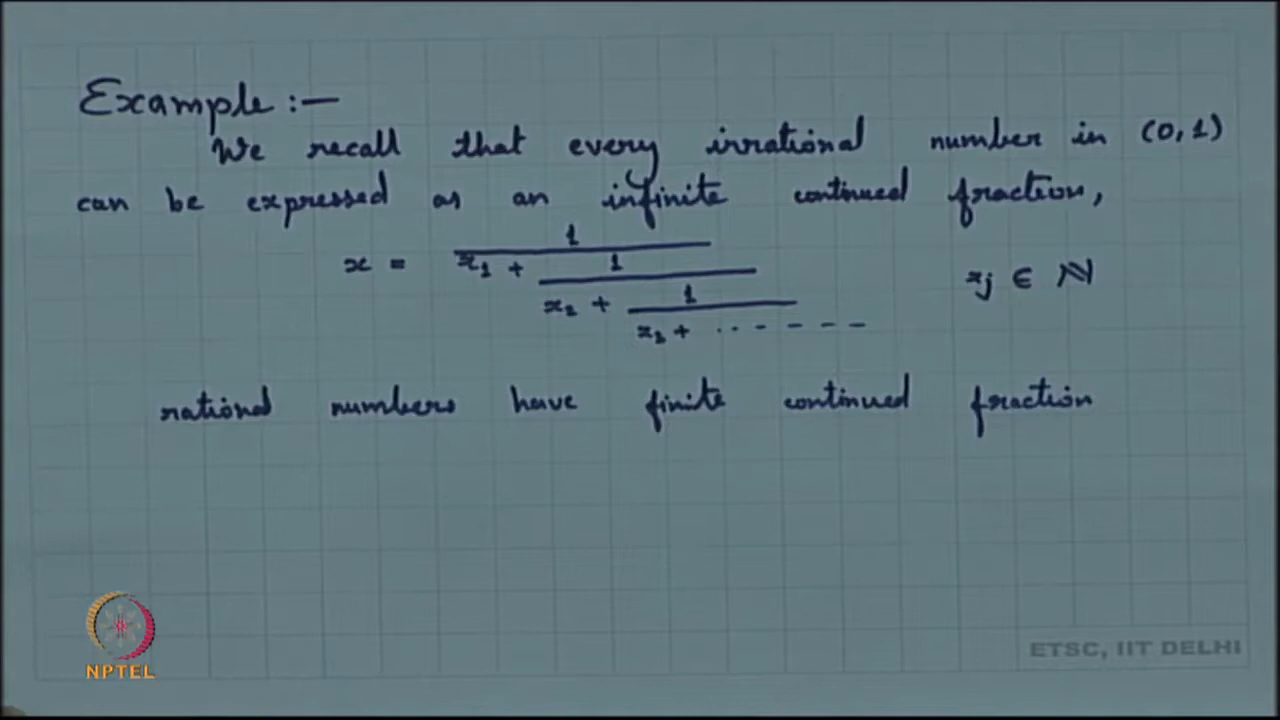 Example :—
We recall that every irrational number in (0,1)
can be expressed as an infinite continued fraction,
x = 1 / (x₁ + 1 / (x₂ + 1 / (x₃ + ·· - - - - -))) xⱼ ∈ ℕ
rational numbers have finite continued fraction
NPTEL
ETSC, IIT DELHI